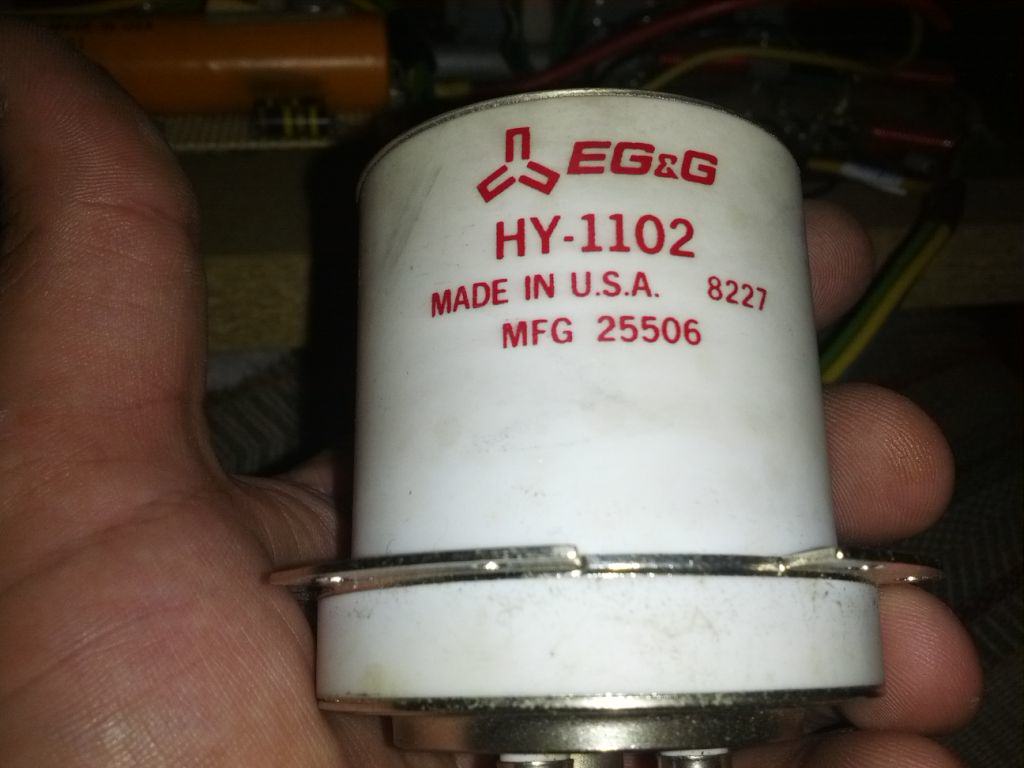 EG&G
HY-1102
MADE IN U.S.A. 8227
MFG 25506